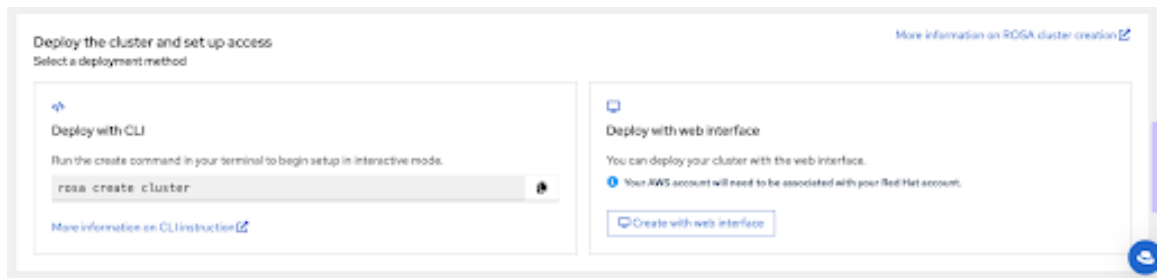 Deploy the cluster and set up access
More information on ROSA cluster creation
Select a deployment method
Deploy with CLI
Run the create command in your terminal to begin setup in interactive mode.
rosa create cluster
More information on CLI instruction
Deploy with web interface
You can deploy your cluster with the web interface.
Your AWS account will need to be associated with your Red Hat account.
Create with web interface